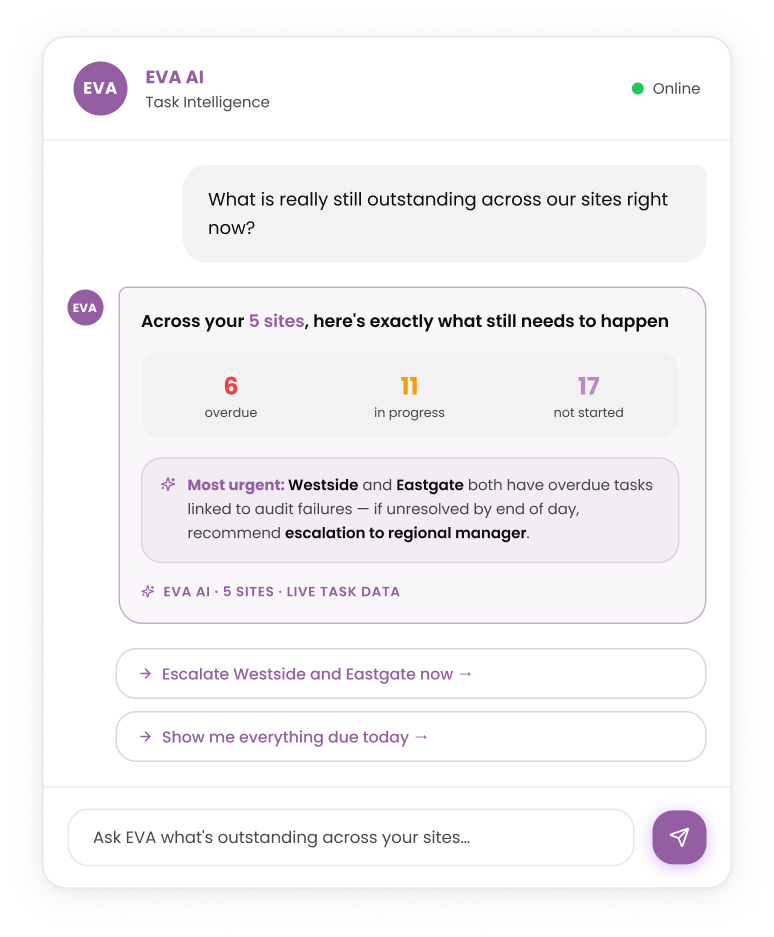 EVA
EVA AI
Task Intelligence
Online
What is really still outstanding across our sites right
now?
EVA
Across your 5 sites, here's exactly what still needs to happen
6
overdue
11
in progress
17
not started
Most urgent: Westside and Eastgate both have overdue tasks
linked to audit failures — if unresolved by end of day,
recommend escalation to regional manager.
EVA AI · 5 SITES · LIVE TASK DATA
→ Escalate Westside and Eastgate now →
→ Show me everything due today →
Ask EVA what's outstanding across your sites...